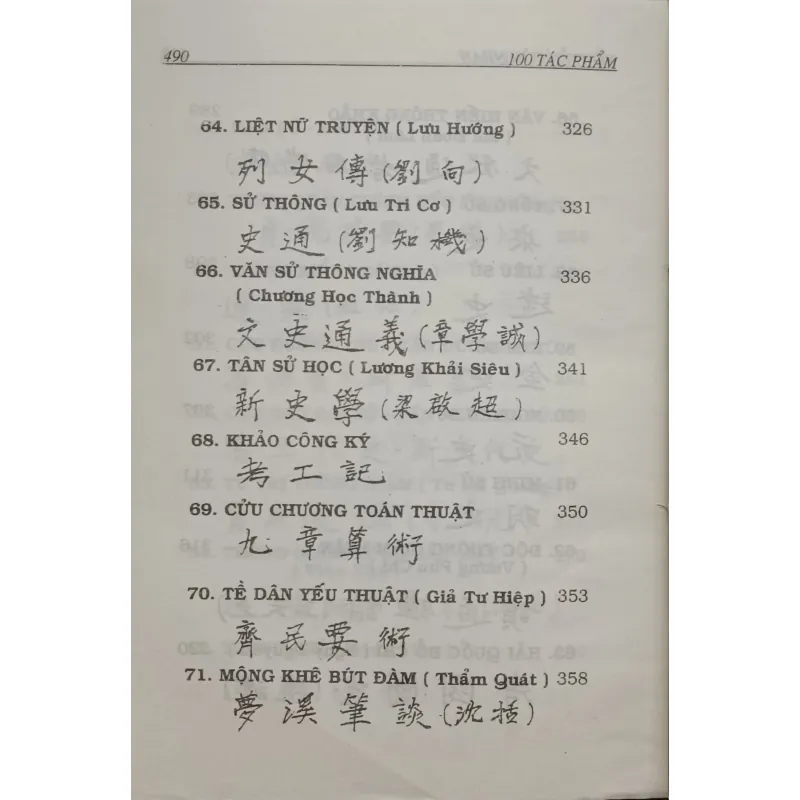 490 100 TÁC PHẨM
64. LIỆT NỮ TRUYỆN ( Lưu Hướng ) 326
列女傳(劉向)
65. SỬ THÔNG ( Lưu Tri Cơ ) 331
史通(劉知機)
66. VĂN SỬ THÔNG NGHĨA 336
( Chương Học Thành )
文史通義(章學誠)
67. TÂN SỬ HỌC ( Lương Khải Siêu ) 341
新史學(梁啟超)
68. KHẢO CÔNG KÝ 346
考工記
69. CỬU CHƯƠNG TOÁN THUẬT 350
九章算術
70. TỀ DÂN YẾU THUẬT ( Giả Tư Hiệp ) 353
齊民要術
71. MỘNG KHÊ BÚT ĐÀM ( Thẩm Quát ) 358
夢溪筆談(沈括)